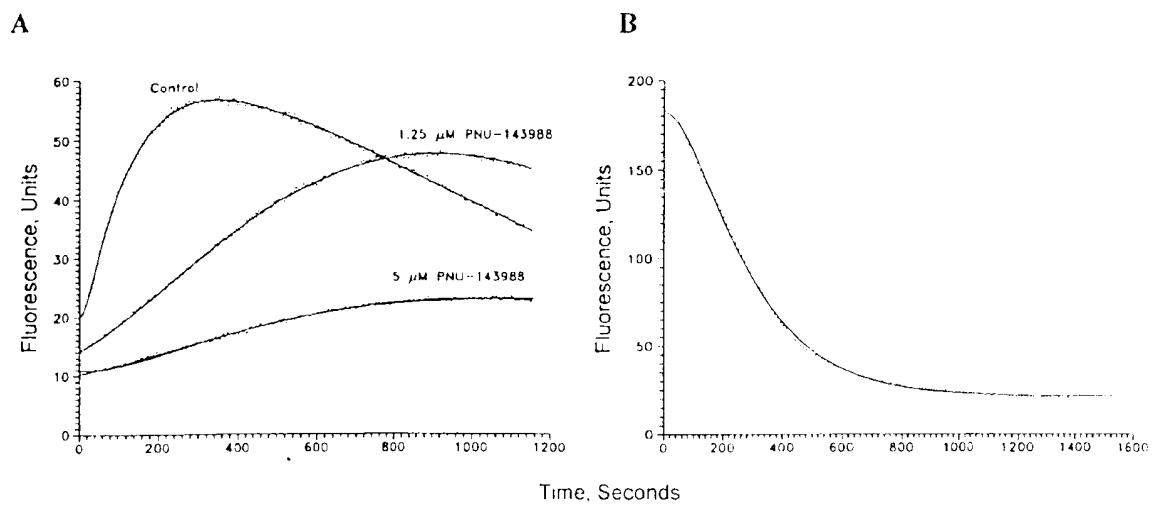 A
B
60
50
40
30
20
10
0
Fluorescence, Units
Control
1.25 µM PNU-143988
5 µM PNU-143988
0 200 400 600 800 1000 1200
200
150
100
50
0
Fluorescence, Units
0 200 400 600 800 1000 1200 1400 1600
Time, Seconds